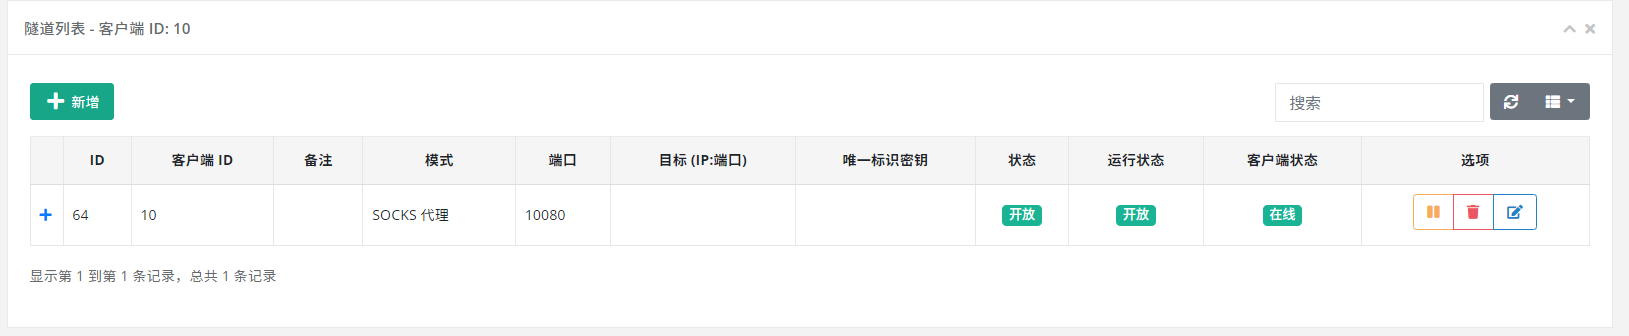 隧道列表 - 客户端 ID: 10
新增
搜索
ID 客户端 ID 备注 模式 端口 目标 (IP:端口) 唯一标识密钥 状态 运行状态 客户端状态 选项
64 10 SOCKS 代理 10080 开放 开放 在线
显示第 1 到第 1 条记录，总共 1 条记录